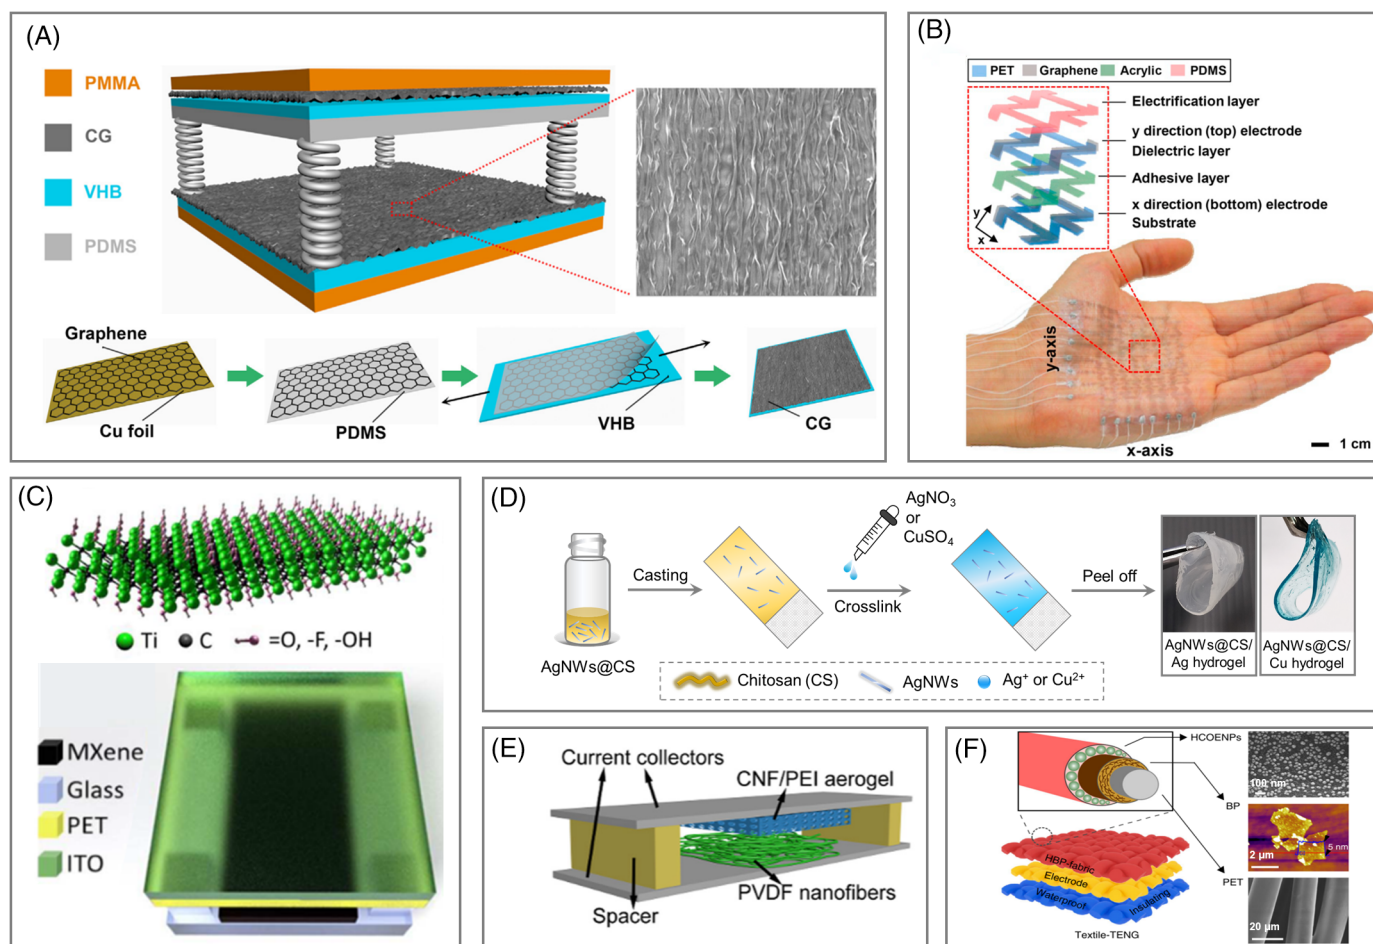 (A)
PMMA
CG
VHB
PDMS
Graphene
Cu foil
PDMS
VHB
CG
(B)
PET Graphene Acrylic PDMS
Electrification layer
y direction (top) electrode
Dielectric layer
Adhesive layer
x direction (bottom) electrode
Substrate
y
x
y-axis
x-axis
1 cm
(C)
Ti C =O, -F, -OH
MXene
Glass
PET
ITO
(D)
AgNO₃
or
CuSO₄
Casting
Crosslink
Peel off
AgNWs@CS
AgNWs@CS/
Ag hydrogel
AgNWs@CS/
Cu hydrogel
Chitosan (CS) AgNWs Ag⁺ or Cu²⁺
(E)
Current collectors
CNF/PEI aerogel
PVDF nanofibers
Spacer
(F)
HCOENPs
BP
PET
100 nm
5 nm
2 μm
20 μm
HBP-fabric
Electrode
Waterproof
Insulating
Textile-TENG